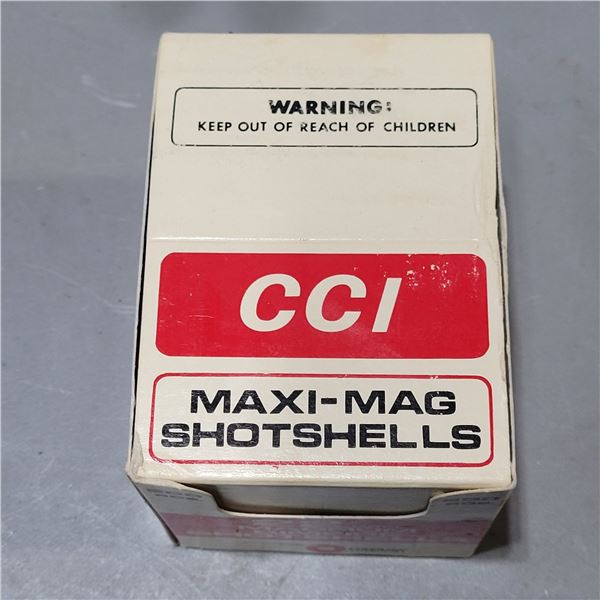 WARNING:
KEEP OUT OF REACH OF CHILDREN
CCI
MAXI-MAG
SHOTSHELLS